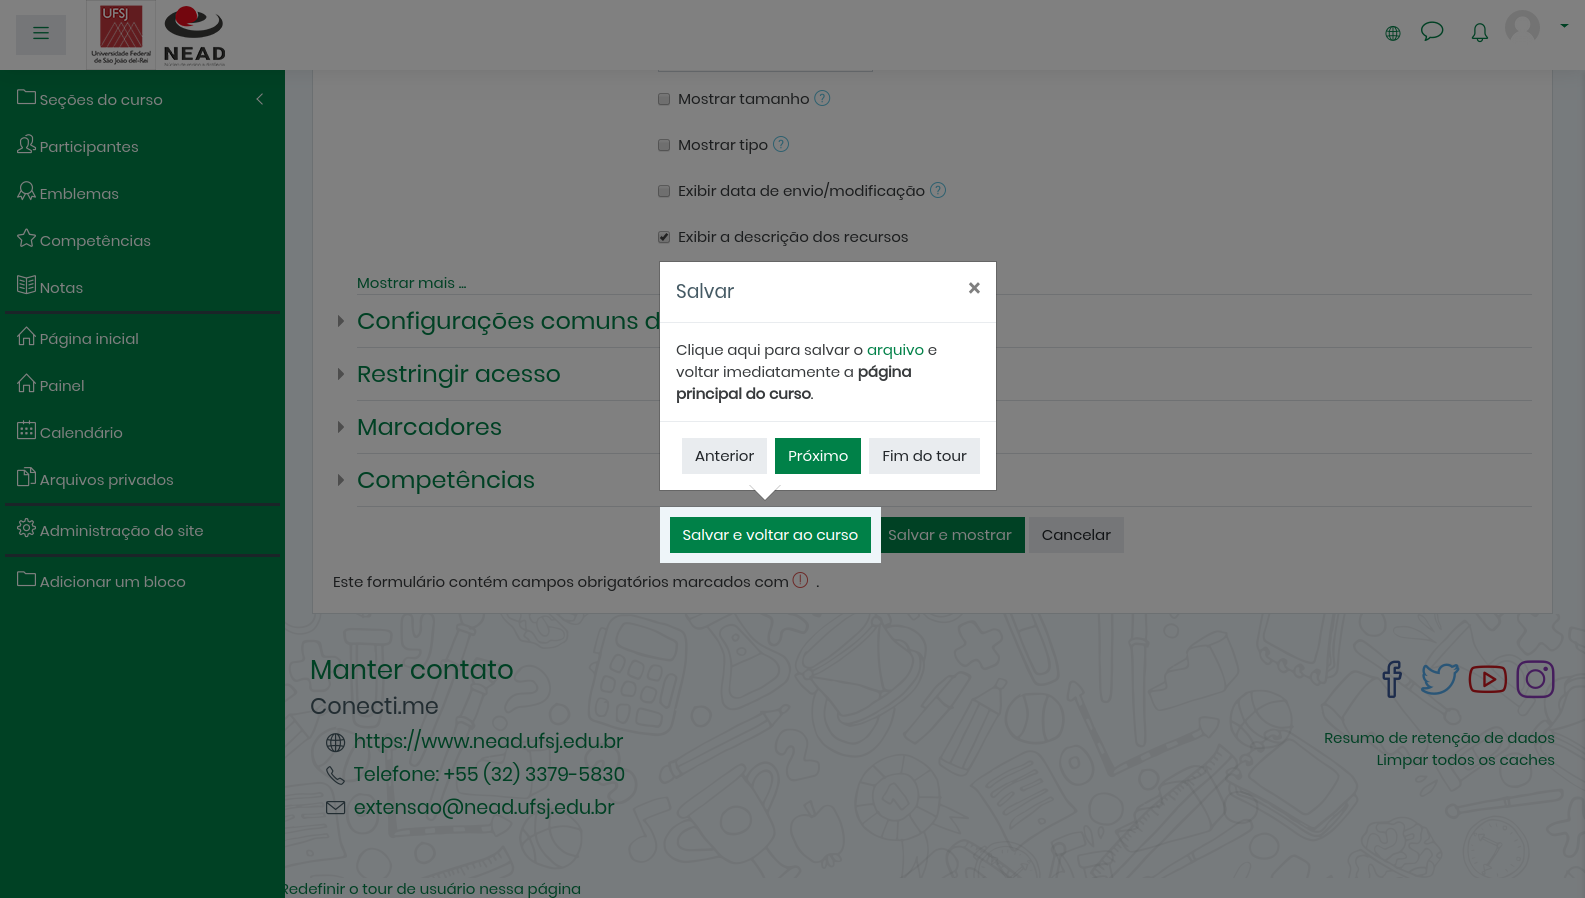 UFSJ
Universidade Federal
de São João del-Rei
NEAD
Seções do curso
Participantes
Emblemas
Competências
Notas
Página inicial
Painel
Calendário
Arquivos privados
Administração do site
Adicionar um bloco
Mostrar tamanho
Mostrar tipo
Exibir data de envio/modificação
Exibir a descrição dos recursos
Mostrar mais ...
Configurações comuns d
Restringir acesso
Marcadores
Competências
Salvar
Clique aqui para salvar o arquivo e
voltar imediatamente a página
principal do curso.
Anterior
Próximo
Fim do tour
Salvar e voltar ao curso
Salvar e mostrar
Cancelar
Este formulário contém campos obrigatórios marcados com .
Manter contato
Conecti.me
https://www.nead.ufsj.edu.br
Telefone: +55 (32) 3379-5830
extensao@nead.ufsj.edu.br
Resumo de retenção de dados
Limpar todos os caches
Redefinir o tour de usuário nessa página